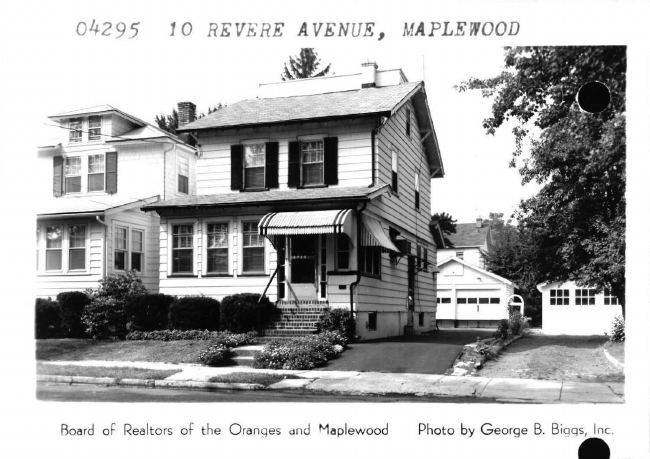 04295 10 REVERE AVENUE, MAPLEWOOD
Board of Realtors of the Oranges and Maplewood Photo by George B. Biggs, Inc.